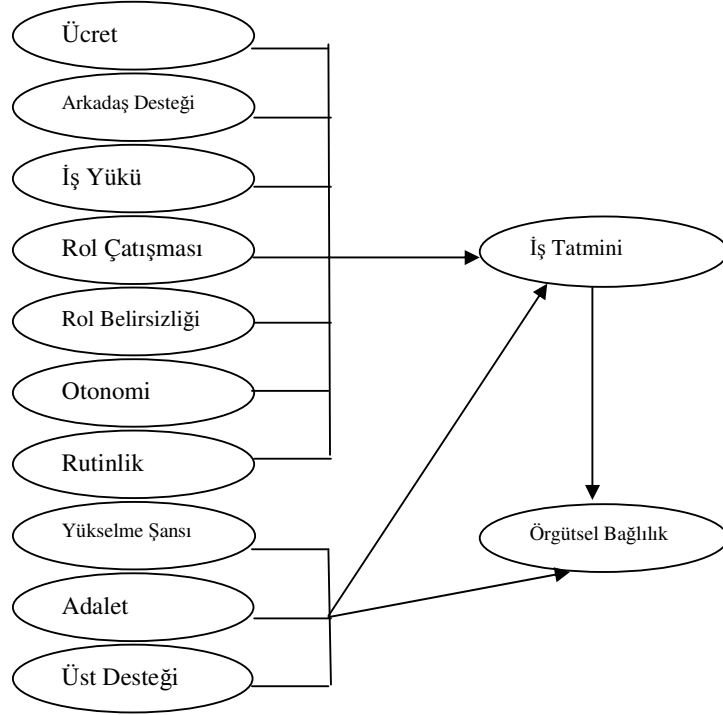 Ücret
Arkadaş Desteği
İş Yükü
Rol Çatışması
İş Tatmini
Rol Belirsizliği
Otonomi
Rutinlik
Yükselme Şansı
Örgütsel Bağlılık
Adalet
Üst Desteği